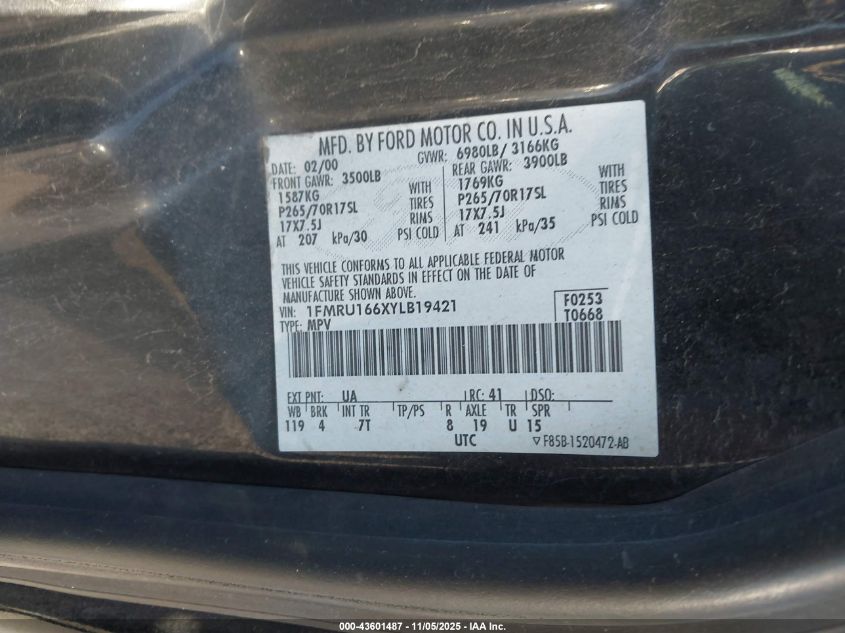 MFD. BY FORD MOTOR CO. IN U.S.A.
DATE: 02/00 GVWR: 6980LB/ 3166KG
FRONT GAWR: 3500LB REAR GAWR: 3900LB
1587KG WITH 1769KG WITH
P265/70R17SL TIRES P265/70R17SL TIRES
17X7.5J RIMS 17X7.5J RIMS
AT 207 kPa/30 PSI COLD AT 241 kPa/35 PSI COLD
THIS VEHICLE CONFORMS TO ALL APPLICABLE FEDERAL MOTOR
VEHICLE SAFETY STANDARDS IN EFFECT ON THE DATE OF
MANUFACTURE SHOWN ABOVE.
VIN: 1FMRU166XYLB19421 F0253
TYPE: MPV T0668
EXT PNT: UA RC: 41 DSO:
WB BRK INT TR TP/PS R AXLE TR SPR
119 4 7T 8 19 U 15
UTC ▽F85B-1520472-AB
000-43601487 - 11/05/2025 - IAA Inc.